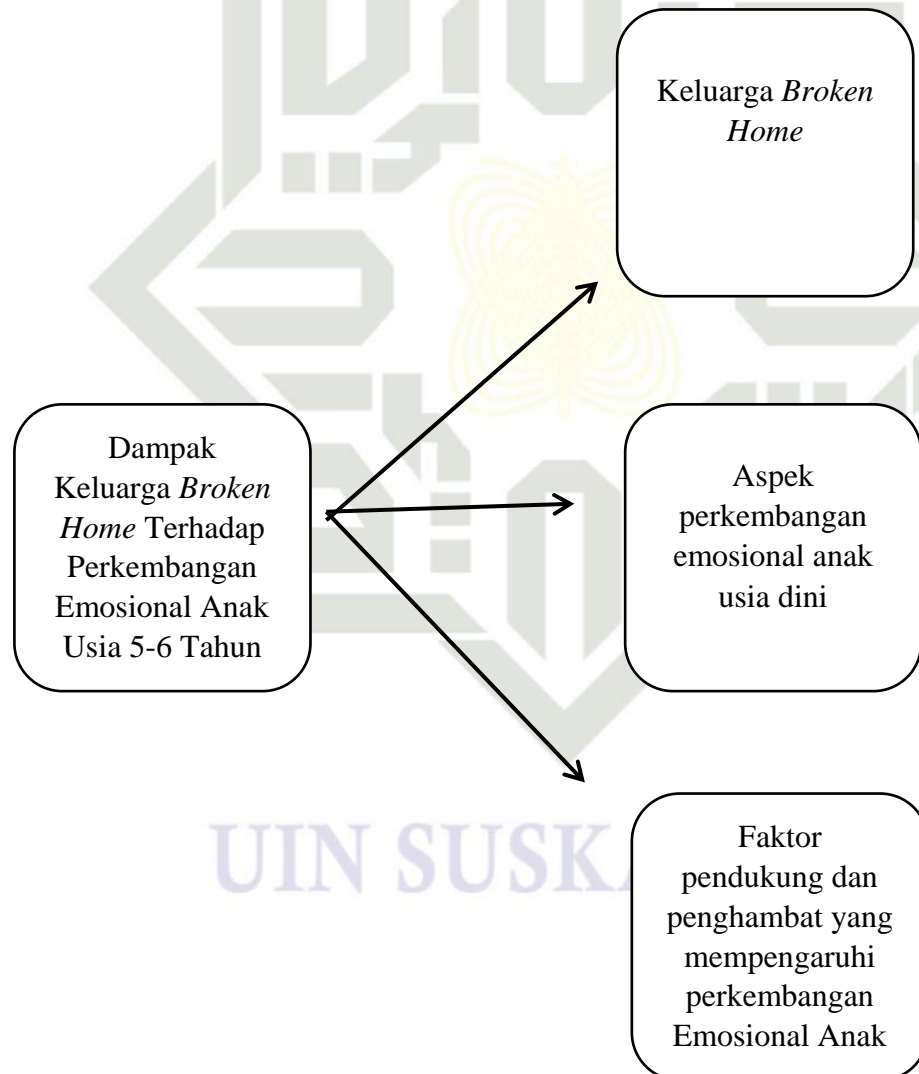 Keluarga Broken
Home
Dampak
Keluarga Broken
Home Terhadap
Perkembangan
Emosional Anak
Usia 5-6 Tahun
Aspek
perkembangan
emosional anak
usia dini
Faktor
pendukung dan
penghambat yang
mempengaruhi
perkembangan
Emosional Anak
UIN SUSKA